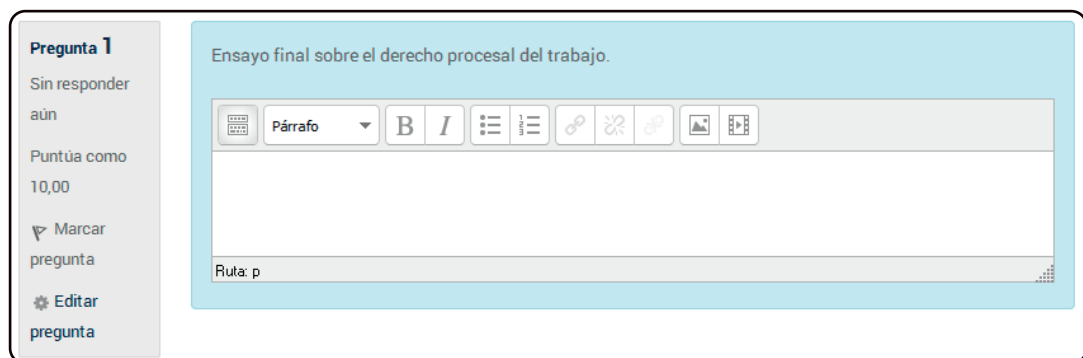 Pregunta 1
Sin responder
aún
Puntúa como
10,00
Marcar
pregunta
Editar
pregunta
Ensayo final sobre el derecho procesal del trabajo.
Párrafo
B I
Ruta: p